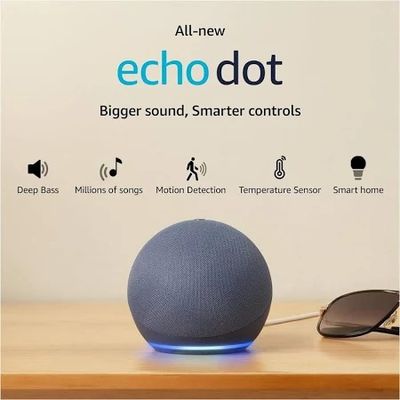 All-new
echo dot
Bigger sound, Smarter controls
Deep Bass
Millions of songs
Motion Detection
Temperature Sensor
Smart home